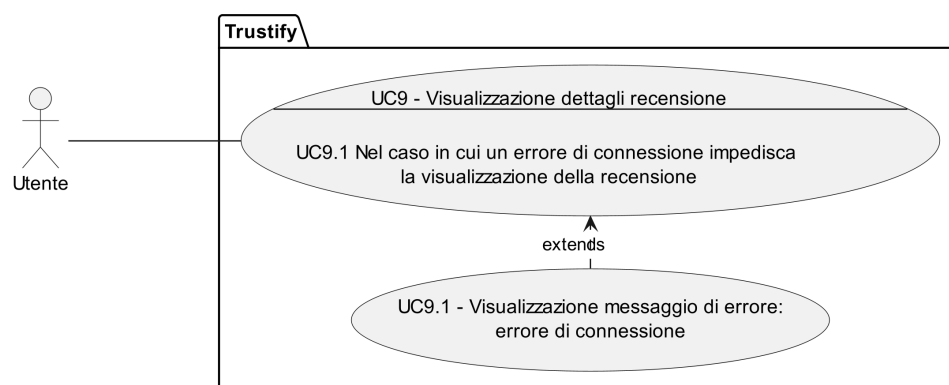 Trustify
UC9 - Visualizzazione dettagli recensione
UC9.1 Nel caso in cui un errore di connessione impedisca
la visualizzazione della recensione
Utente
extends
UC9.1 - Visualizzazione messaggio di errore:
errore di connessione